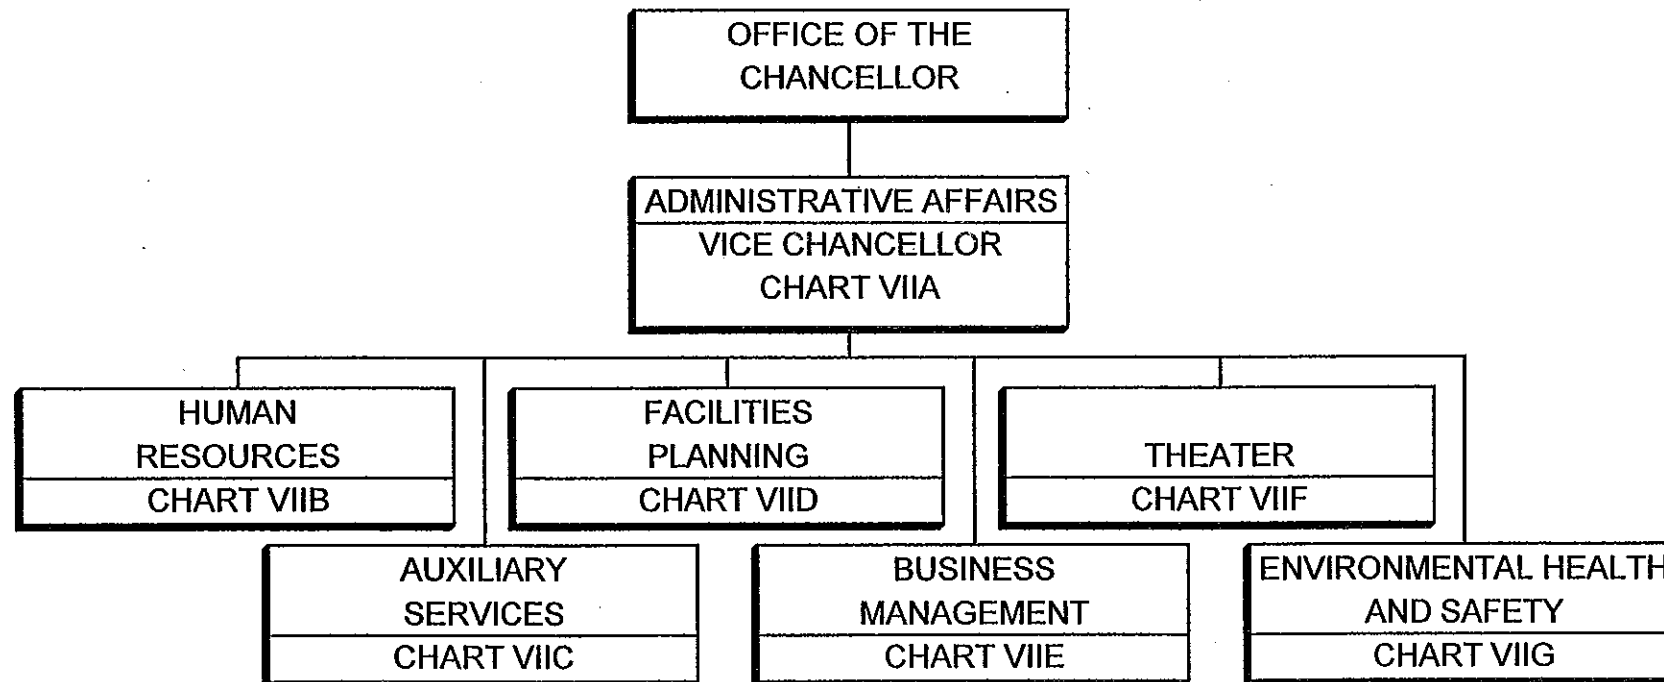 OFFICE OF THE
CHANCELLOR
ADMINISTRATIVE AFFAIRS
VICE CHANCELLOR
CHART VIIA
HUMAN
RESOURCES
CHART VIIB
FACILITIES
PLANNING
CHART VIID
THEATER
CHART VIIF
AUXILIARY
SERVICES
CHART VIIC
BUSINESS
MANAGEMENT
CHART VIIE
ENVIRONMENTAL HEALTH
AND SAFETY
CHART VIIG